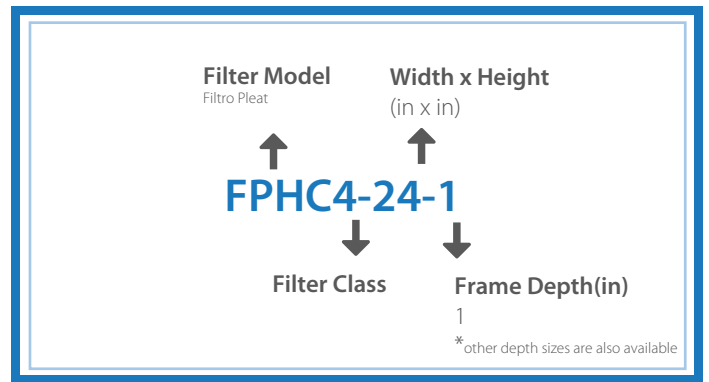 Filter Model
Filtro Pleat
Width x Height
(in x in)
FPHC4-24-1
Filter Class
Frame Depth(in)
1
*other depth sizes are also available